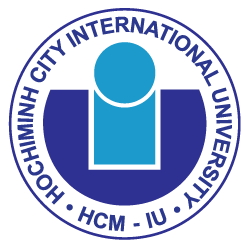 HOCHIMINH CITY INTERNATIONAL UNIVERSITY
• HCM - IU •